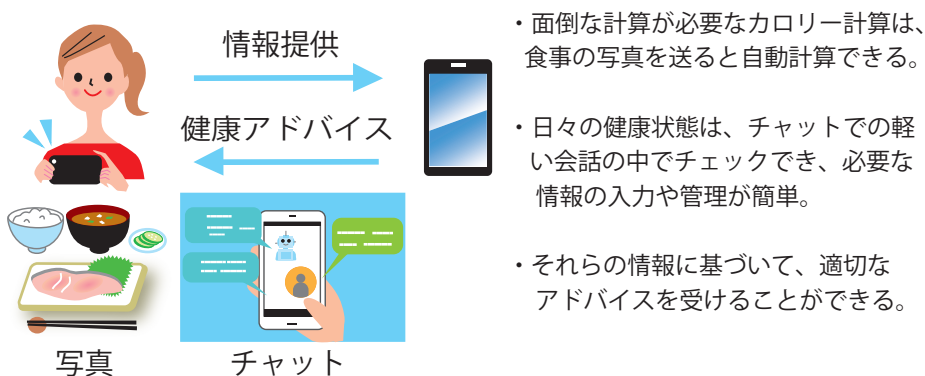 情報提供
健康アドバイス
写真
チャット
・面倒な計算が必要なカロリー計算は、
食事の写真を送ると自動計算できる。
・日々の健康状態は、チャットでの軽
い会話の中でチェックでき、必要な
情報の入力や管理が簡単。
・それらの情報に基づいて、適切な
アドバイスを受けることができる。